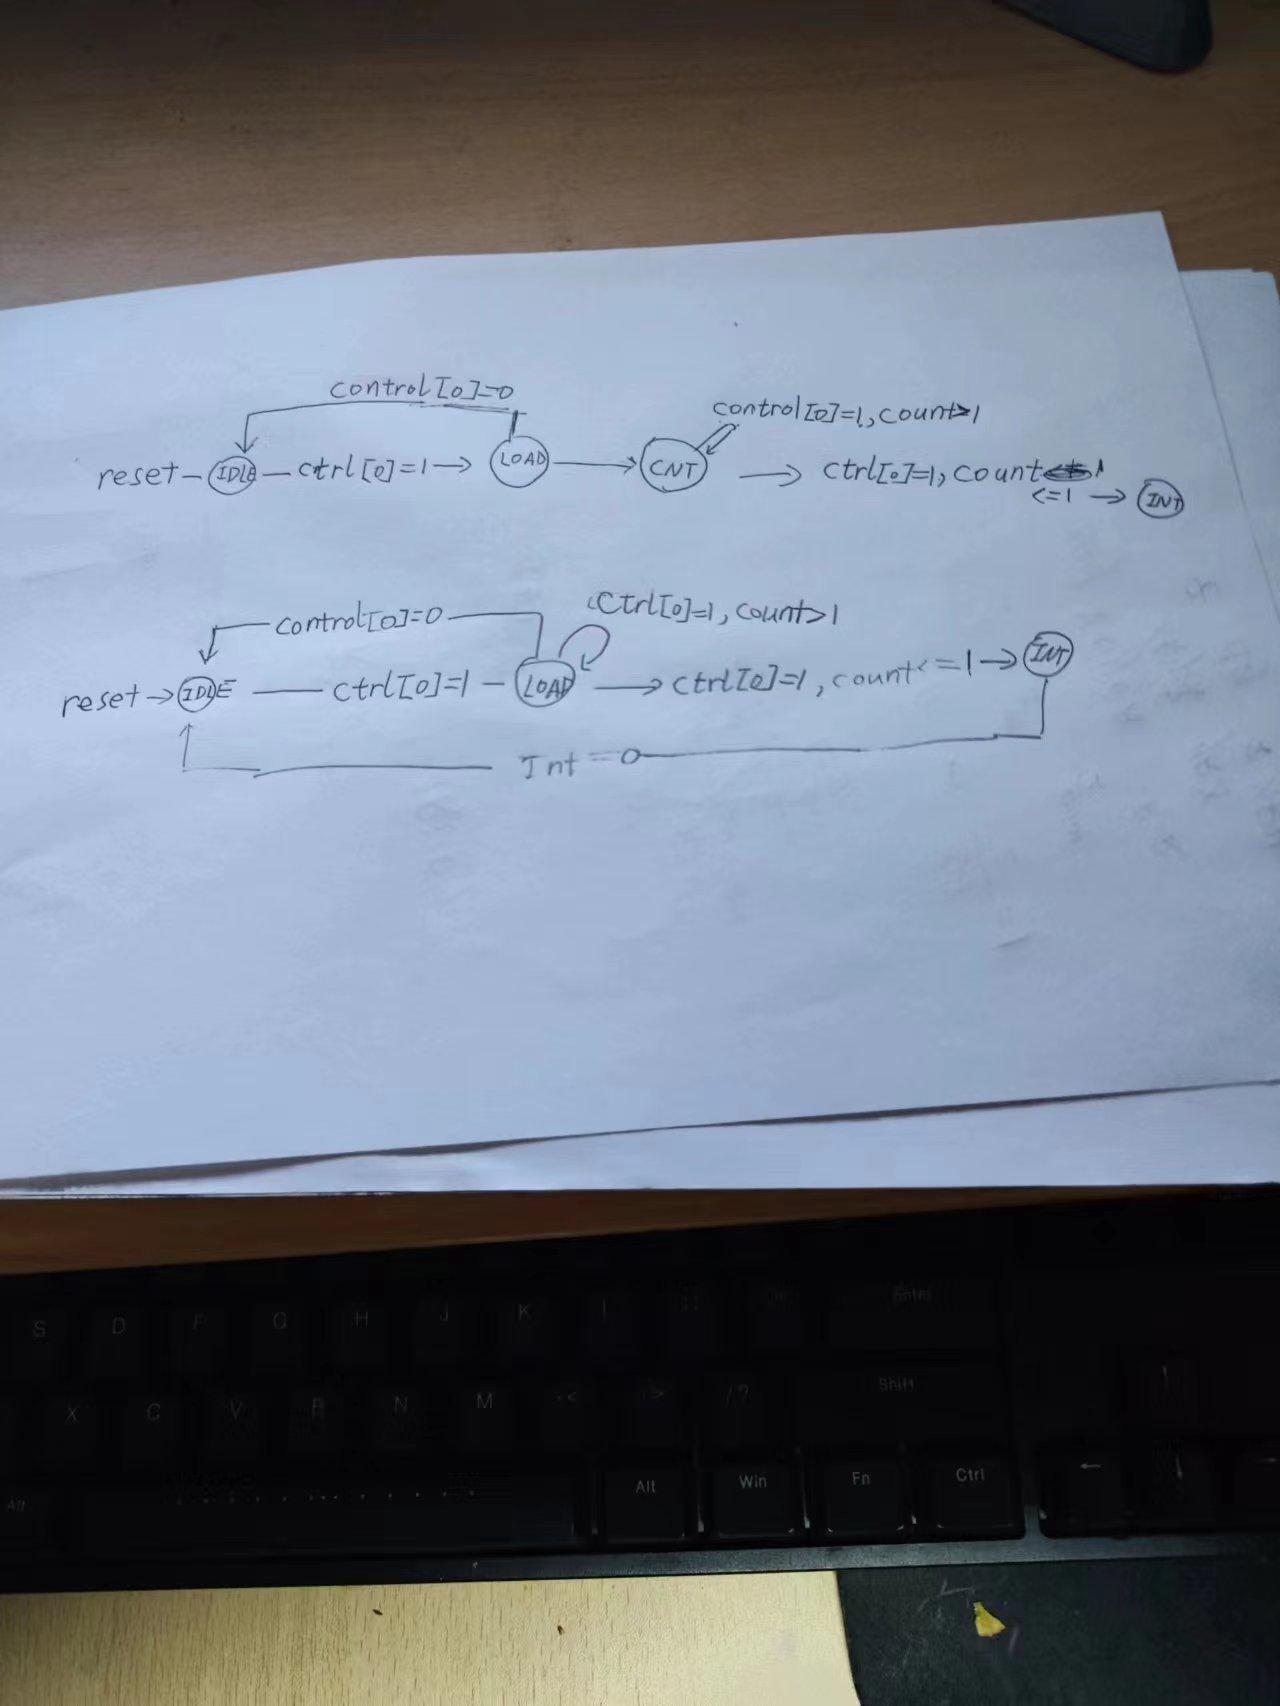 control[0]=0
control[0]=1, count>1
reset - IDLE - ctrl[0]=1 → LOAD → CNT → ctrl[0]=1, count 1
<=1 → INT
control[0]=0
Ctrl[0]=1, count>1
reset → IDLE - ctrl[0]=1 - LOAD → ctrl[0]=1, count<=1 → INT
Int = 0
S D F G H J K Enter
X C V B N M < > / ? Shift
Alt Alt Win Fn Ctrl ← ↓ →